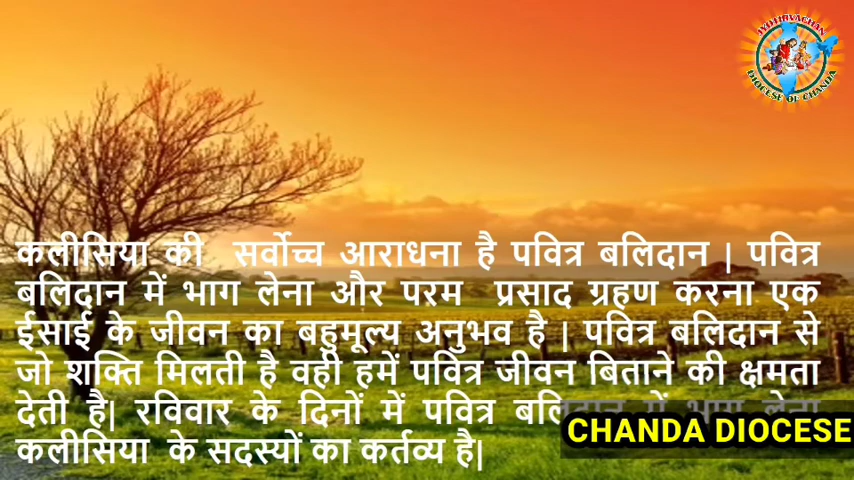 JYOTHIRVACHAN
DIOCESE OF CHANDA
कलीसिया की सर्वोच्च आराधना है पवित्र बलिदान | पवित्र
बलिदान में भाग लेना और परम प्रसाद ग्रहण करना एक
ईसाई के जीवन का बहुमूल्य अनुभव है | पवित्र बलिदान से
जो शक्ति मिलती है वही हमें पवित्र जीवन बिताने की क्षमता
देती है| रविवार के दिनों में पवित्र बलिदान में भाग लेना
कलीसिया के सदस्यों का कर्तव्य है|
CHANDA DIOCESE